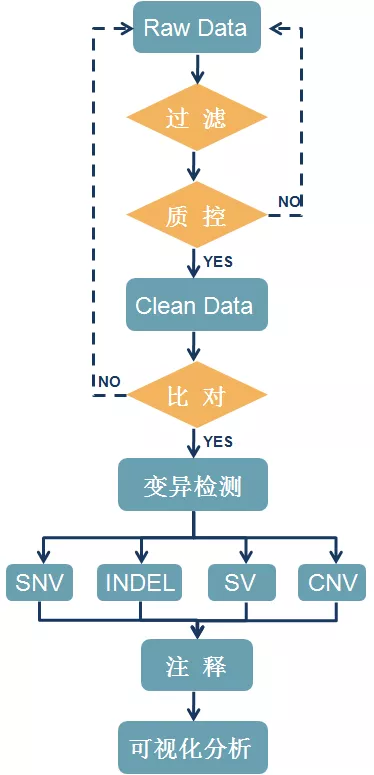 Raw Data
过 滤
质 控
NO
YES
Clean Data
NO
比 对
YES
变异检测
SNV
INDEL
SV
CNV
注 释
可视化分析